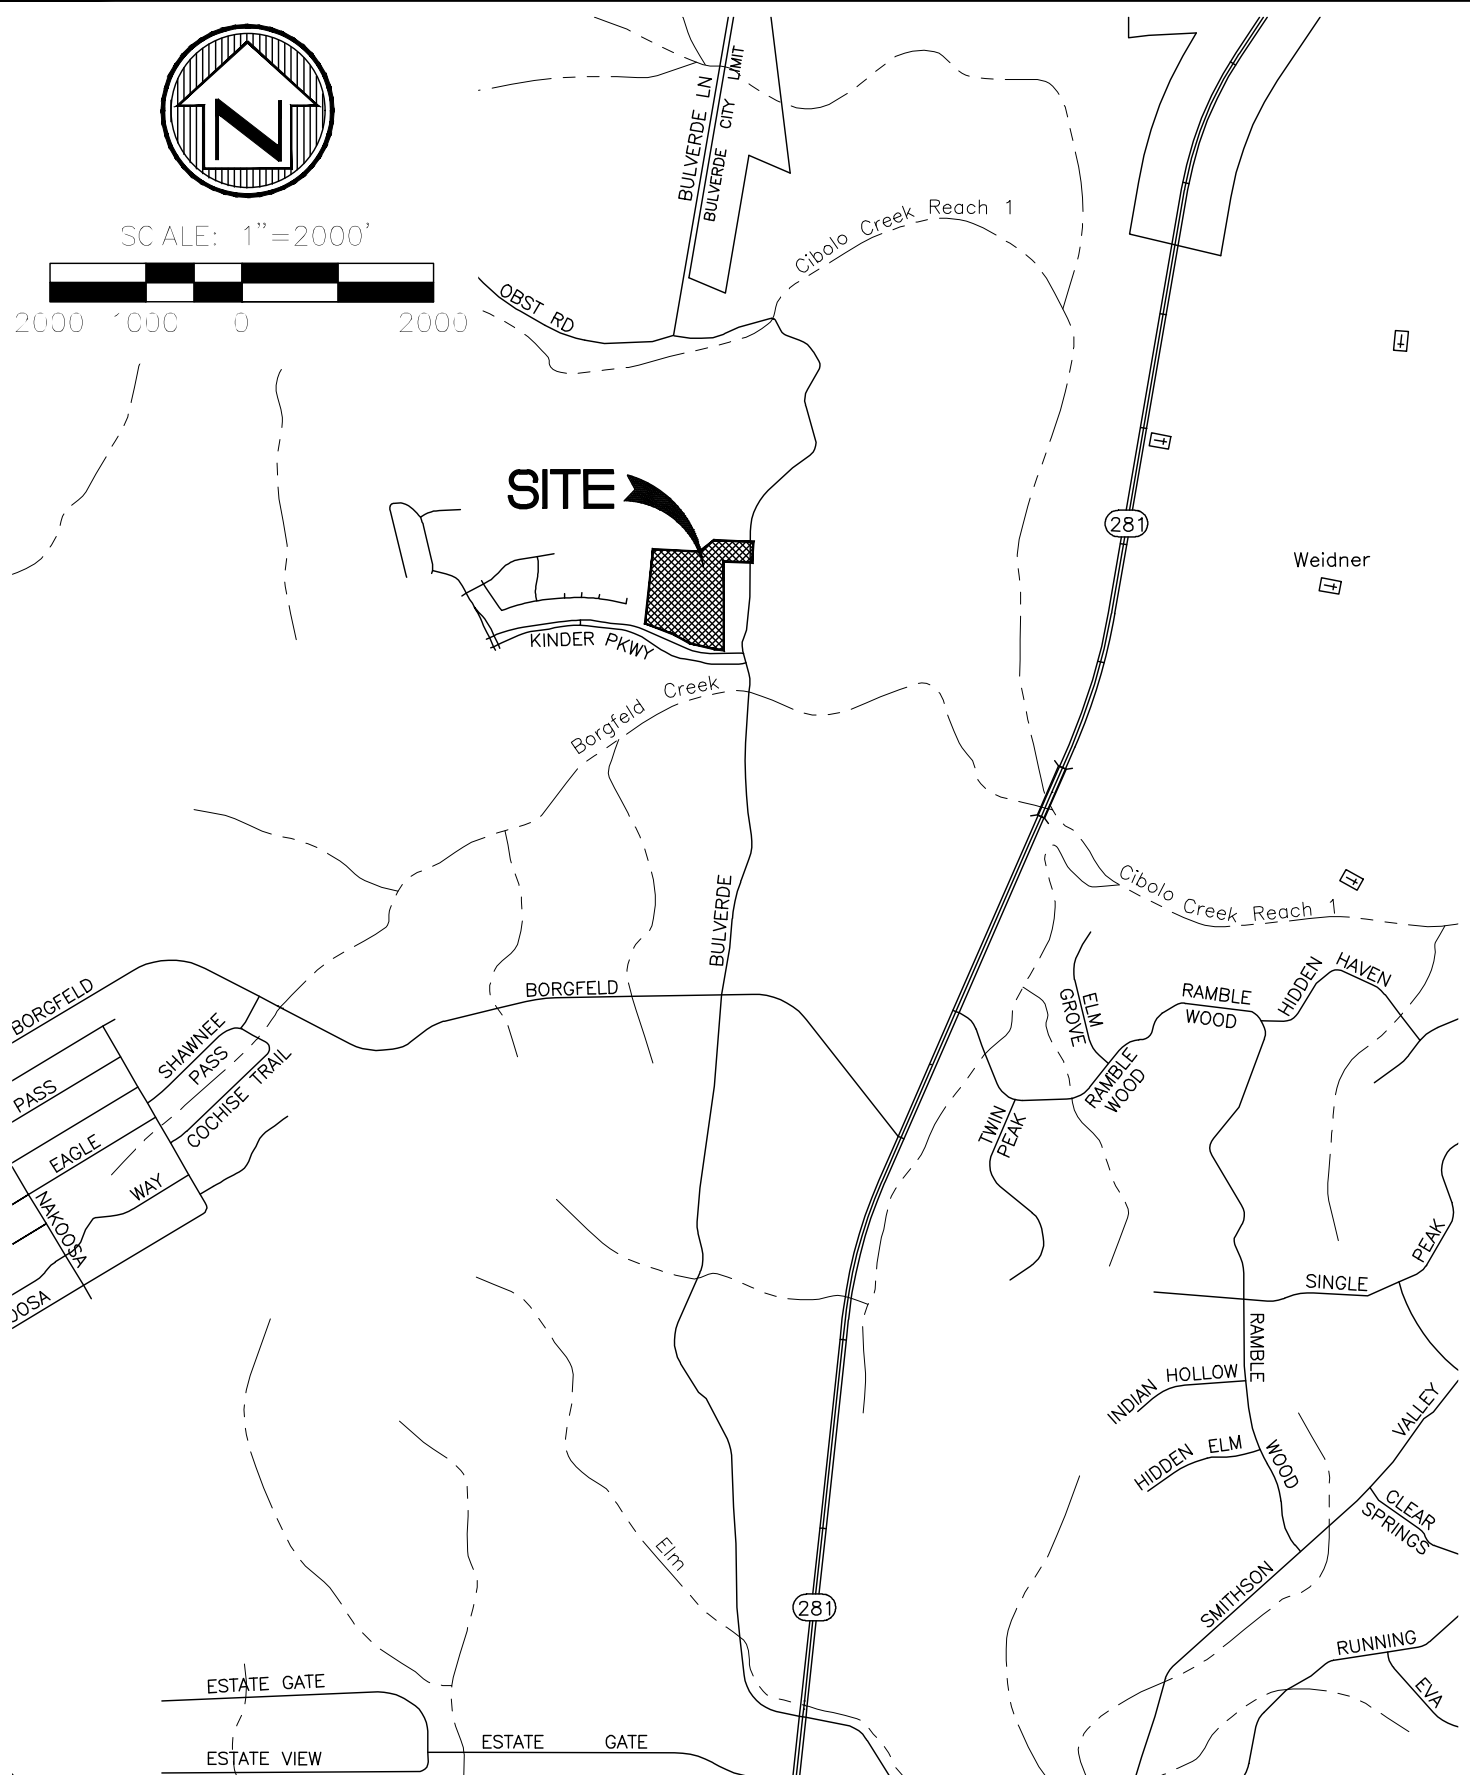 N
SCALE: 1"=2000'
2000 1000 0 2000
BULVERDE LN
BULVERDE CITY LIMIT
Cibolo Creek Reach 1
OBST RD
SITE
281
Weidner
KINDER PKWY
Borgfeld Creek
Cibolo Creek Reach 1
BULVERDE
BORGFELD
BORGFELD
SHAWNEE
PASS
COCHISE TRAIL
PASS
EAGLE
WAY
NAKOOSA
OOSA
ELM
GROVE
RAMBLE
WOOD
RAMBLE
WOOD
HIDDEN HAVEN
TWIN
PEAK
SINGLE PEAK
RAMBLE WOOD
INDIAN HOLLOW
HIDDEN ELM
VALLEY
CLEAR
SPRINGS
SMITHSON
Elm
281
RUNNING
EVA
ESTATE GATE
ESTATE GATE
ESTATE VIEW